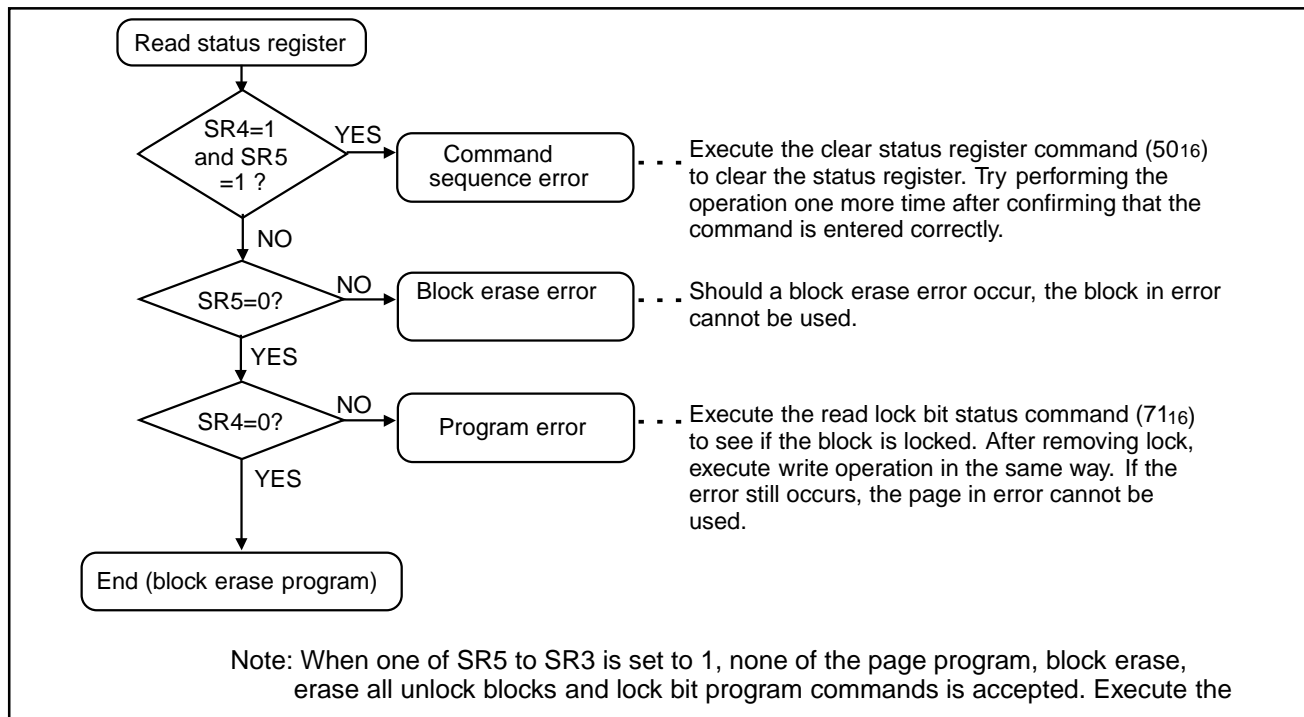 Read status register
SR4=1
and SR5
=1 ?
YES
Command
sequence error
Execute the clear status register command (5016)
to clear the status register. Try performing the
operation one more time after confirming that the
command is entered correctly.
NO
SR5=0?
NO
Block erase error
Should a block erase error occur, the block in error
cannot be used.
YES
SR4=0?
NO
Program error
Execute the read lock bit status command (7116)
to see if the block is locked. After removing lock,
execute write operation in the same way. If the
error still occurs, the page in error cannot be
used.
YES
End (block erase program)
Note: When one of SR5 to SR3 is set to 1, none of the page program, block erase,
erase all unlock blocks and lock bit program commands is accepted. Execute the